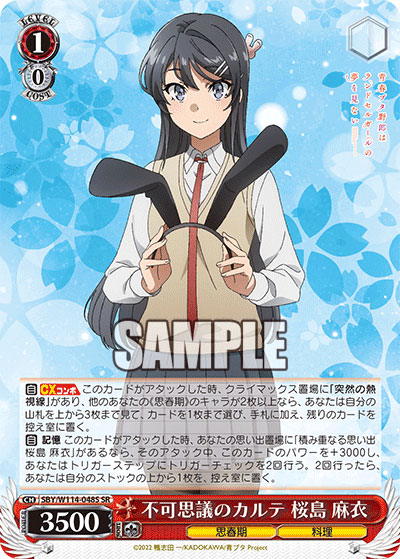 LEVEL
1
0
COST
青春ブタ野郎は
ランドセルガールの
夢を見ない
SAMPLE
自 CXコンボ このカードがアタックした時、クライマックス置場に「突然の熱
視線」があり、他のあなたの《思春期》のキャラが2枚以上なら、あなたは自分の
山札を上から3枚まで見て、カードを1枚まで選び、手札に加え、残りのカードを
控え室に置く。
自 記憶 このカードがアタックした時、あなたの思い出置場に「積み重なる思い出
桜島 麻衣」があるなら、そのターン中、このカードのパワーを+3000し、
あなたはトリガーステップにトリガーチェックを2回行う。2回行ったら、
あなたは自分のストックの上から1枚を、控え室に置く。
CH SBY/W114-048S SR
不可思議のカルテ 桜島 麻衣
3500
思春期
料理
©2022 鴨志田 一/KADOKAWA/青ブタ Project